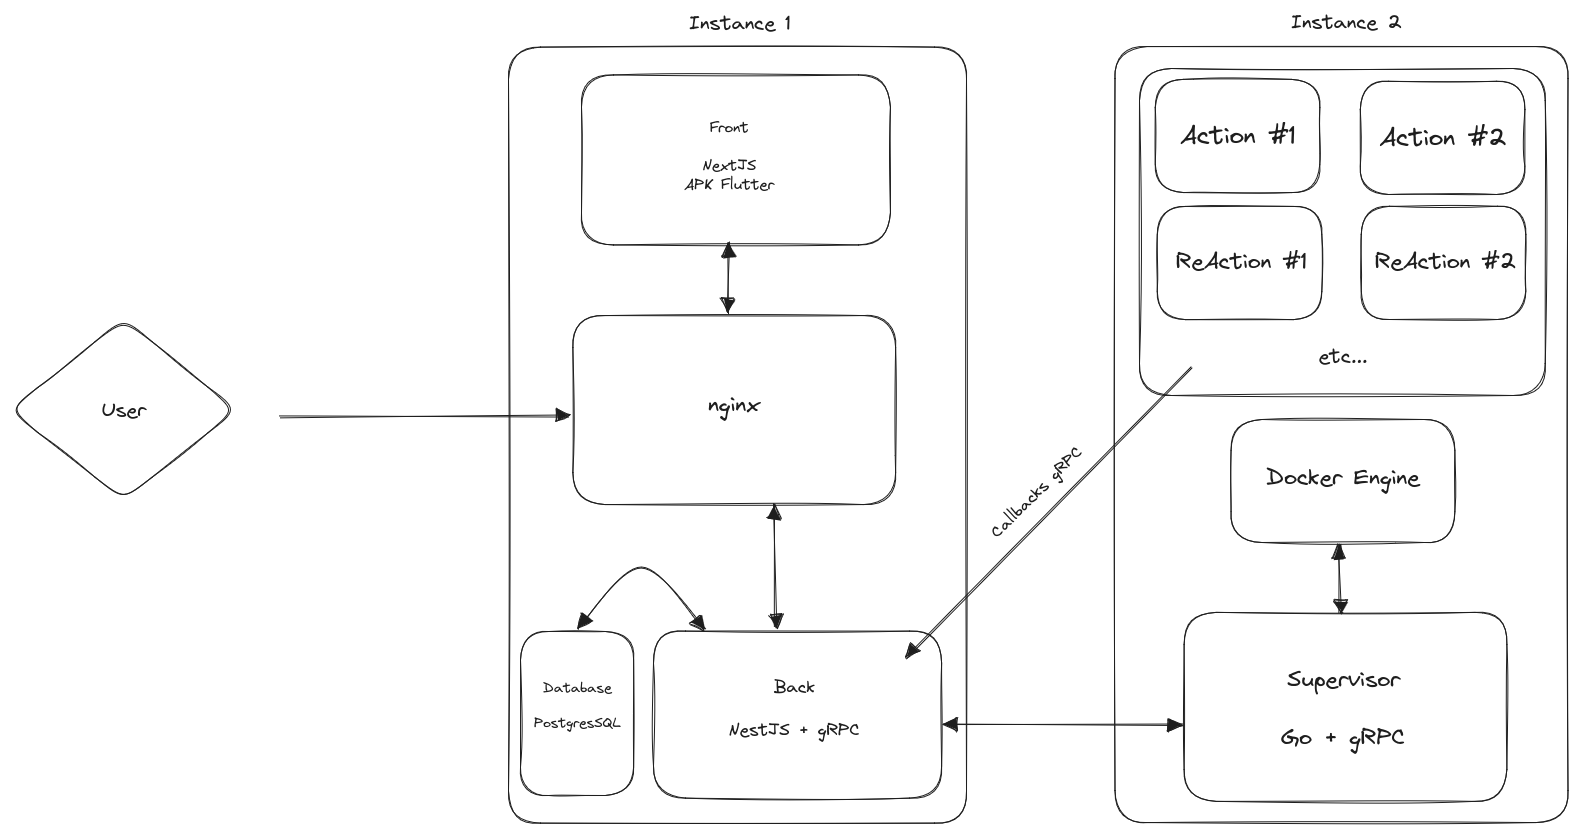 Instance 1
Front
NextJS
APK Flutter
nginx
User
Database
PostgresSQL
Back
NestJS + gRPC
Callbacks gRPC
Instance 2
Action #1
Action #2
ReAction #1
ReAction #2
etc...
Docker Engine
Supervisor
Go + gRPC